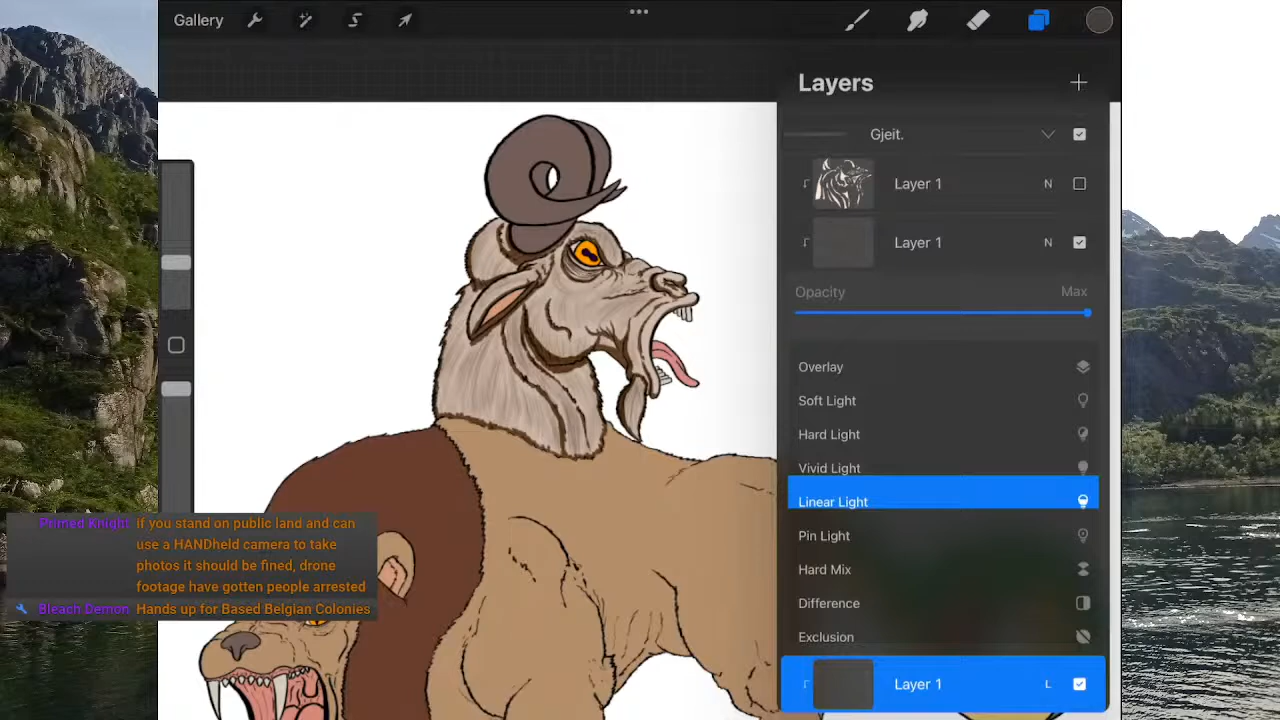 Gallery
Layers
Gjeit.
Layer 1 N
Layer 1 N
Opacity Max
Overlay
Soft Light
Hard Light
Vivid Light
Linear Light
Pin Light
Hard Mix
Difference
Exclusion
Layer 1 L
Primed Knight if you stand on public land and can
use a HANDheld camera to take
photos it should be fined, drone
footage have gotten people arrested
Bleach Demon Hands up for Based Belgian Colonies